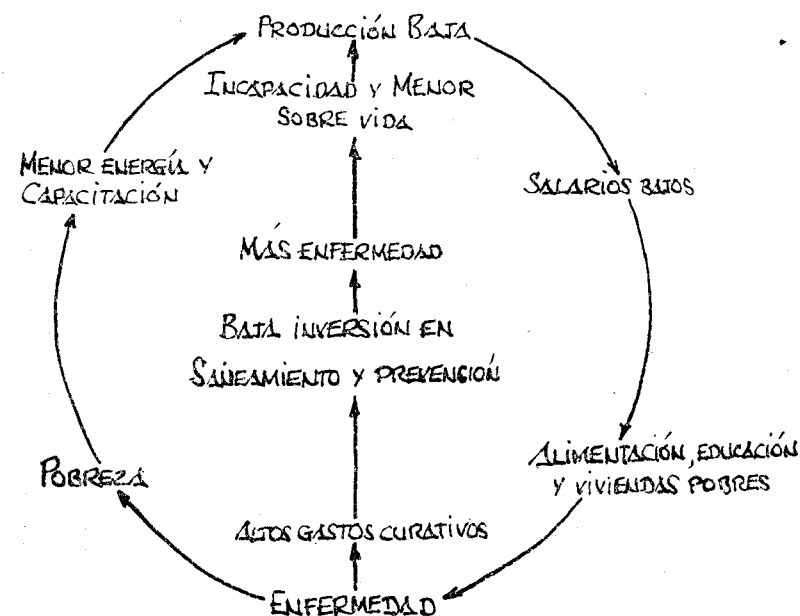 PRODUCCIÓN BAJA
INCAPACIDAD Y MENOR
SOBRE VIDA
MENOR ENERGÍA Y
CAPACITACIÓN
SALARIOS BAJOS
MÁS ENFERMEDAD
BAJA INVERSIÓN EN
SANEAMIENTO Y PREVENCIÓN
POBREZA
ALIMENTACIÓN, EDUCACIÓN
Y VIVIENDAS POBRES
ALTOS GASTOS CURATIVOS
ENFERMEDAD